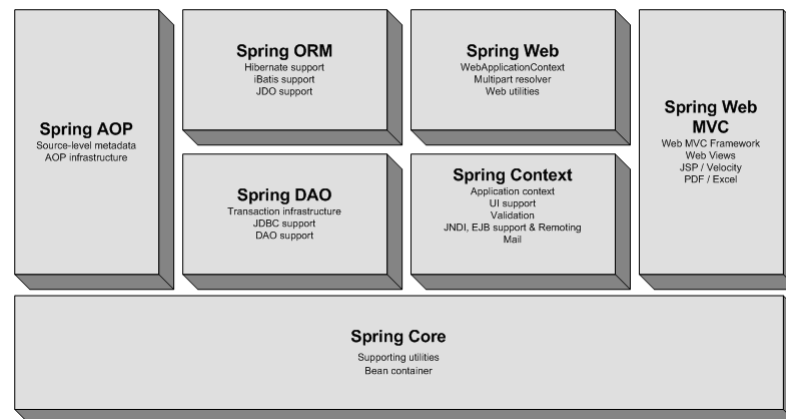 Spring AOP
Source-level metadata
AOP infrastructure
Spring ORM
Hibernate support
iBatis support
JDO support
Spring Web
WebApplicationContext
Multipart resolver
Web utilities
Spring Web
MVC
Web MVC Framework
Web Views
JSP / Velocity
PDF / Excel
Spring DAO
Transaction infrastructure
JDBC support
DAO support
Spring Context
Application context
UI support
Validation
JNDI, EJB support & Remoting
Mail
Spring Core
Supporting utilities
Bean container